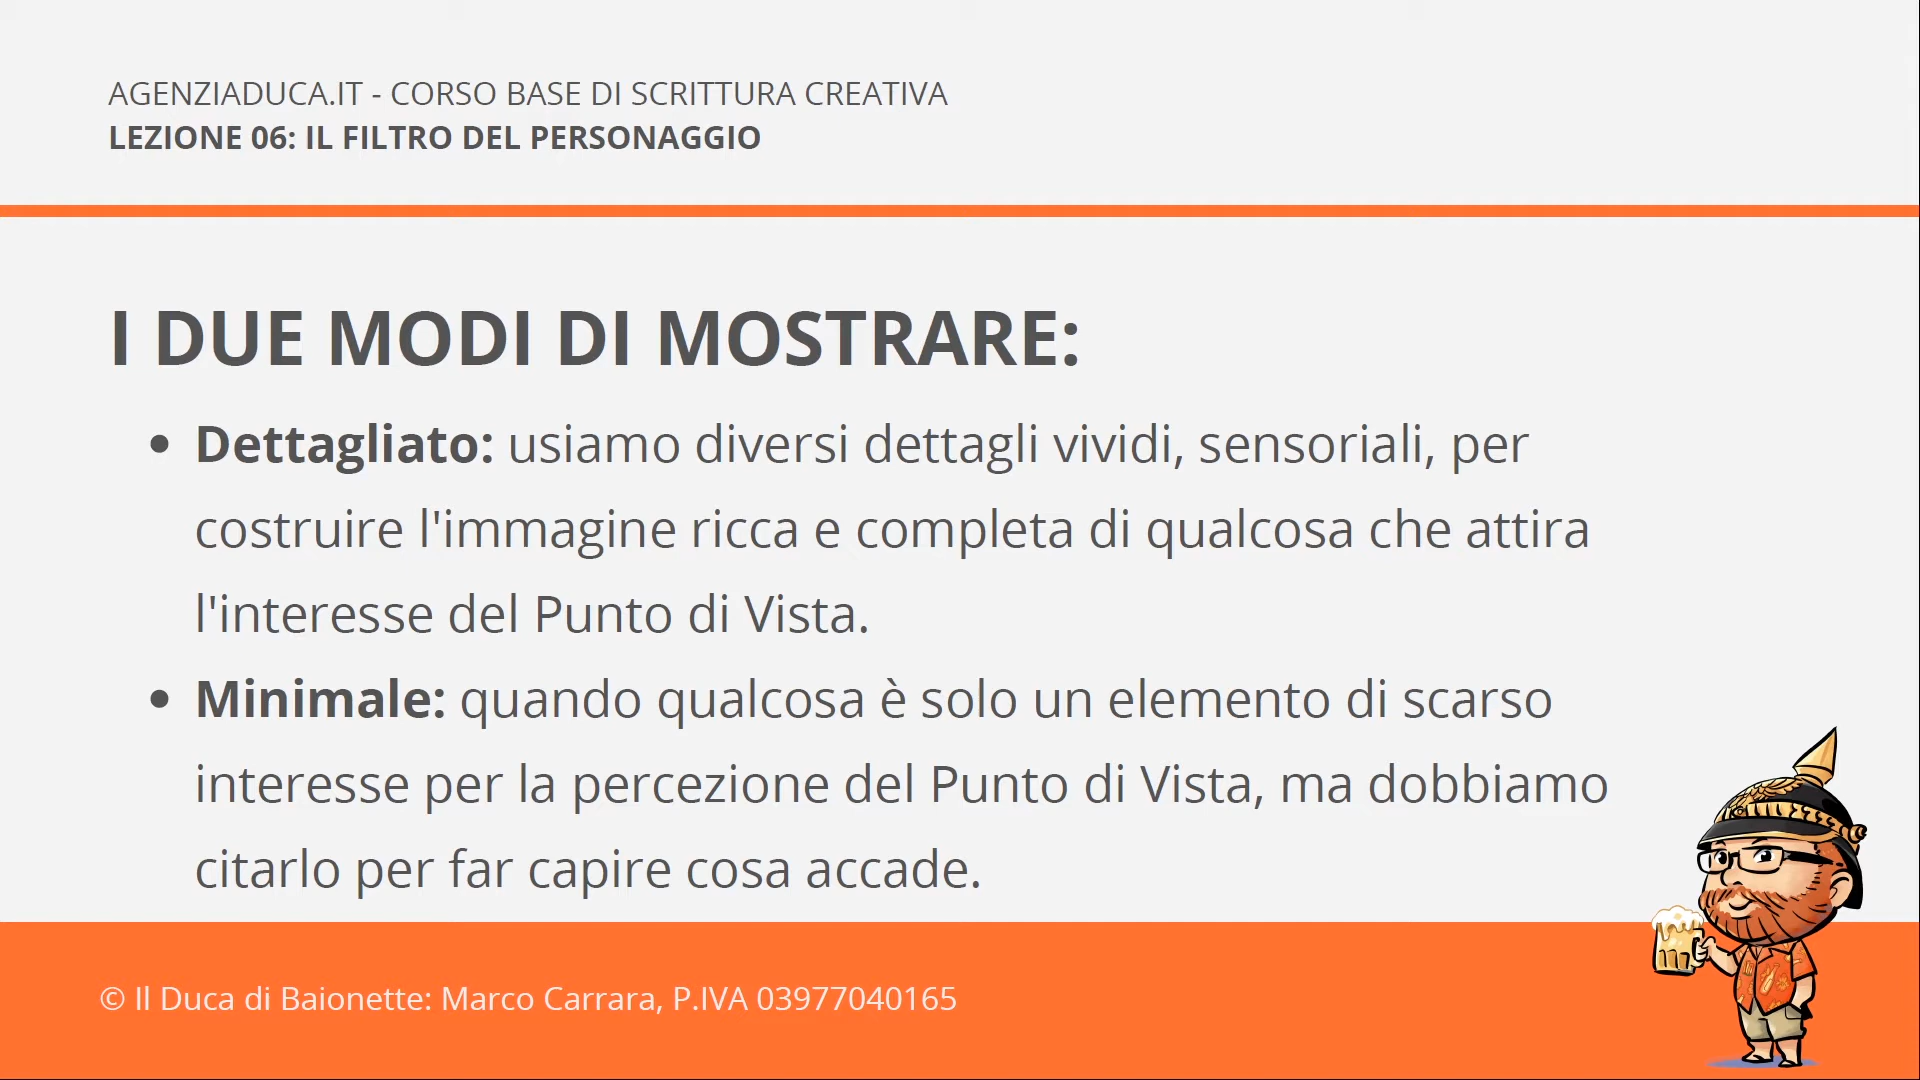 AGENZIADUCA.IT - CORSO BASE DI SCRITTURA CREATIVA
LEZIONE 06: IL FILTRO DEL PERSONAGGIO
I DUE MODI DI MOSTRARE:
• Dettagliato: usiamo diversi dettagli vividi, sensoriali, per
costruire l'immagine ricca e completa di qualcosa che attira
l'interesse del Punto di Vista.
• Minimale: quando qualcosa è solo un elemento di scarso
interesse per la percezione del Punto di Vista, ma dobbiamo
citarlo per far capire cosa accade.
© Il Duca di Baionette: Marco Carrara, P.IVA 03977040165